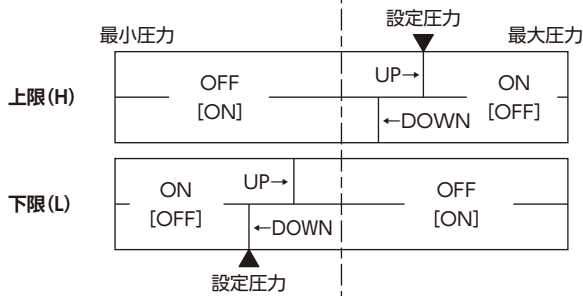 設定圧力
最小圧力
最大圧力
上限(H)
OFF
[ON]
UP→
←DOWN
ON
[OFF]
下限(L)
ON
[OFF]
UP→
←DOWN
OFF
[ON]
設定圧力